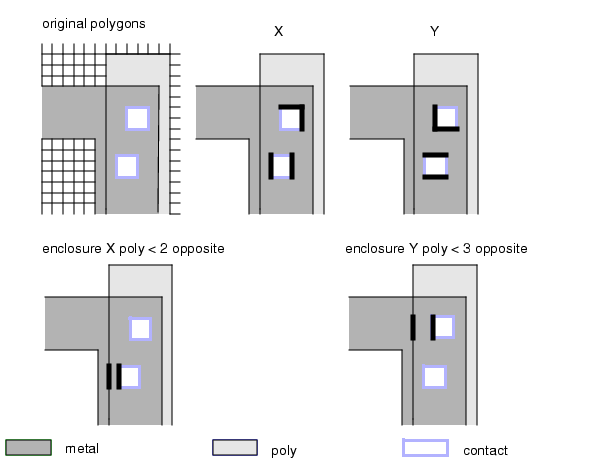 original polygons
X
Y
enclosure X poly < 2 opposite
enclosure Y poly < 3 opposite
metal
poly
contact